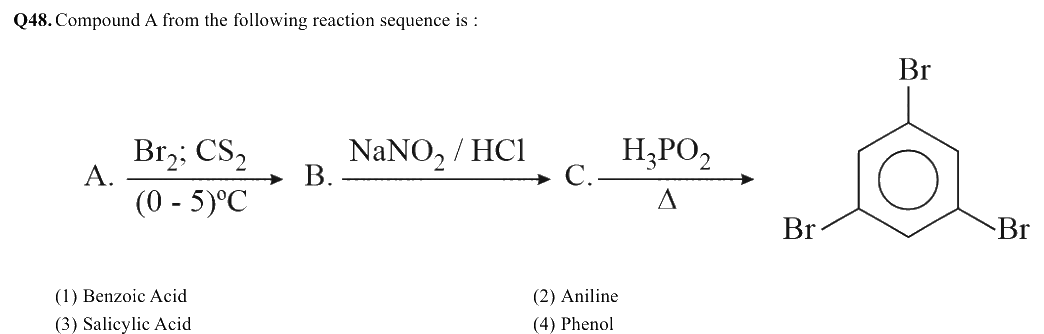 Q48. Compound A from the following reaction sequence is :
Br
A. Br₂; CS₂ B. NaNO₂ / HCl C. H₃PO₂
(0 - 5)ºC Δ
Br Br
(1) Benzoic Acid (2) Aniline
(3) Salicylic Acid (4) Phenol